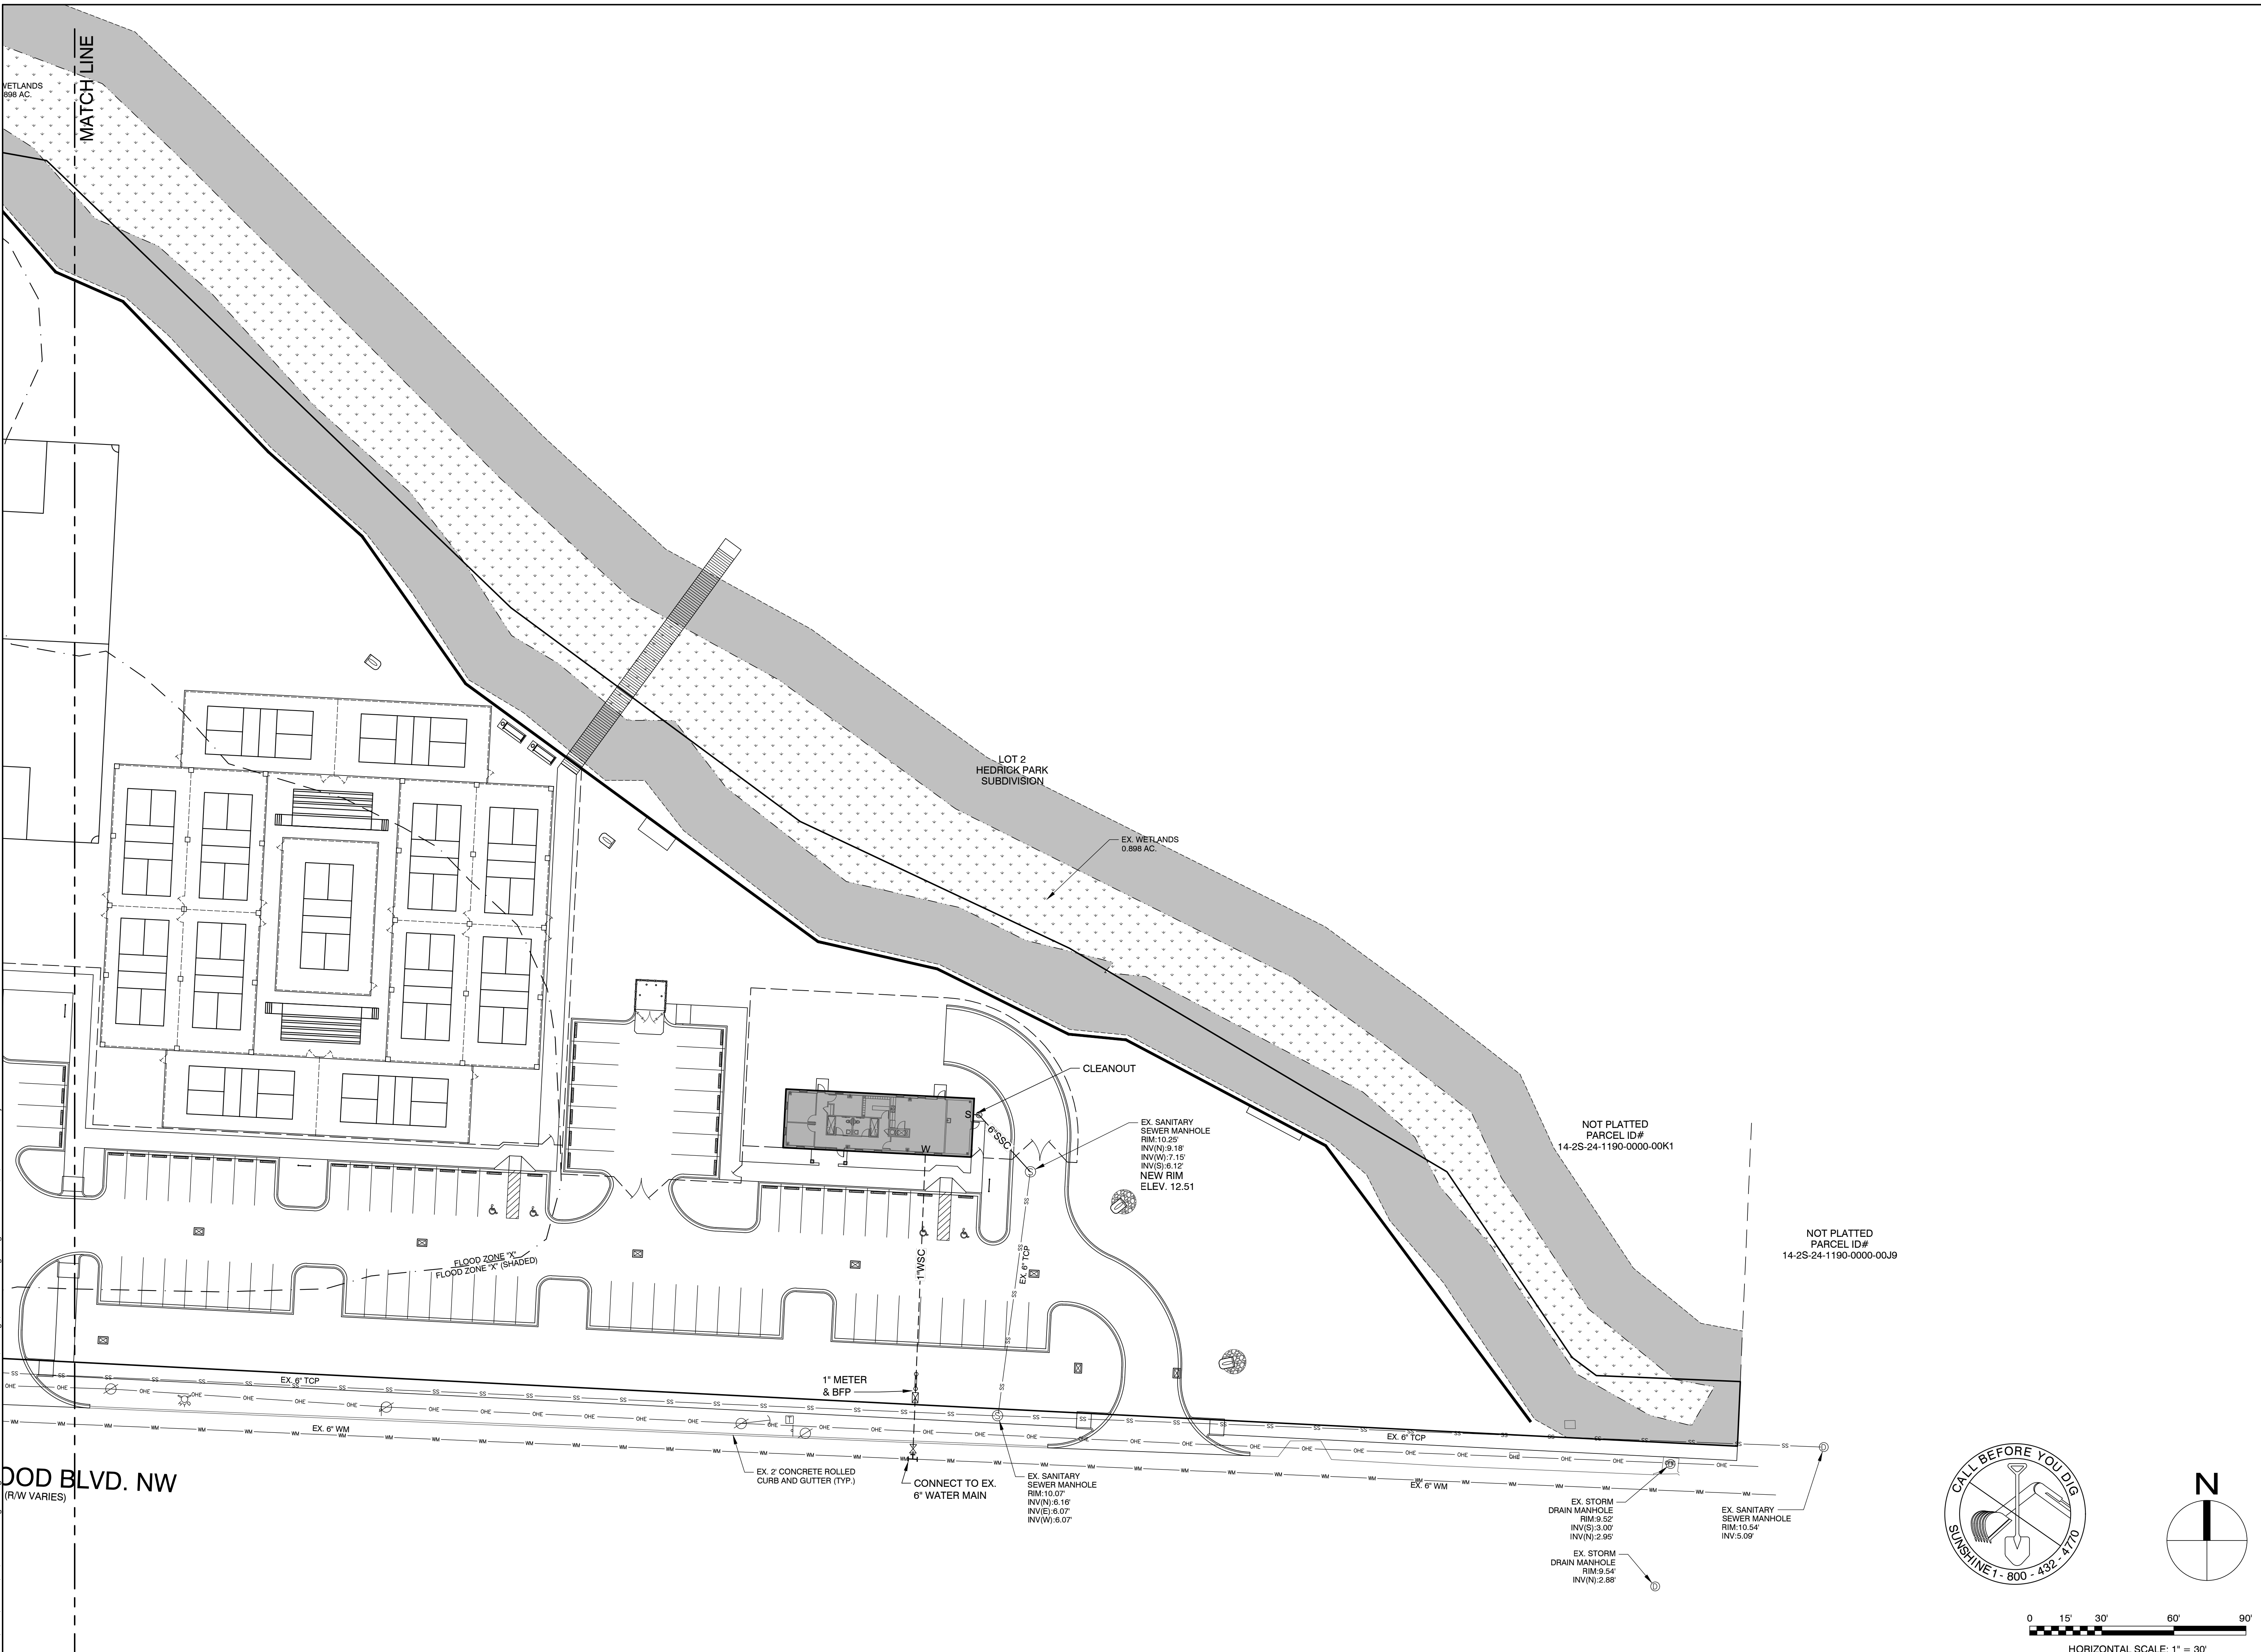 WETLANDS
898 AC.
MATCH LINE
LOT 2
HEDRICK PARK
SUBDIVISION
EX. WETLANDS
0.898 AC.
NOT PLATTED
PARCEL ID#
14-2S-24-1190-0000-00K1
NOT PLATTED
PARCEL ID#
14-2S-24-1190-0000-00J9
CLEANOUT
S
6"SSC
W
EX. SANITARY
SEWER MANHOLE
RIM:10.25'
INV(N):9.18'
INV(W):7.15'
INV(S):6.12'
NEW RIM
ELEV. 12.51
S
1"WSC
EX. 6" TCP
FLOOD ZONE "X"
FLOOD ZONE "X" (SHADED)
1" METER
& BFP
EX. 6" TCP
SS
OHE
WM
EX. 6" WM
EX. 6" TCP
EX. 6" WM
OOD BLVD. NW
(R/W VARIES)
EX. 2' CONCRETE ROLLED
CURB AND GUTTER (TYP.)
CONNECT TO EX.
6" WATER MAIN
EX. SANITARY
SEWER MANHOLE
RIM:10.07'
INV(N):6.16'
INV(E):6.07'
INV(W):6.07'
EX. STORM
DRAIN MANHOLE
RIM:9.52'
INV(S):3.00'
INV(N):2.95'
EX. STORM
DRAIN MANHOLE
RIM:9.54'
INV(N):2.88'
D
EX. SANITARY
SEWER MANHOLE
RIM:10.54'
INV:5.09'
CALL BEFORE YOU DIG
SUNSHINE 1 - 800 - 432 - 4770
N
0 15' 30' 60' 90'
HORIZONTAL SCALE: 1" = 30'